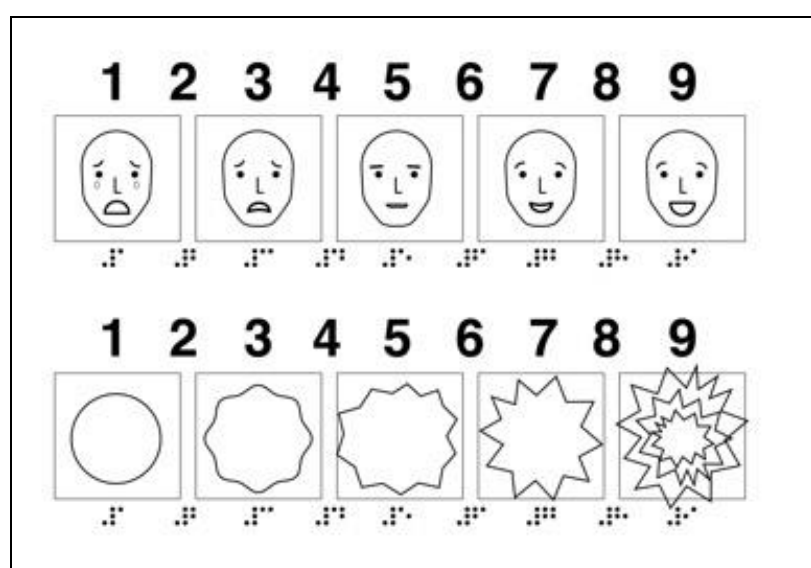 1 2 3 4 5 6 7 8 9
⠼⠁ ⠼⠃ ⠼⠉ ⠼⠙ ⠼⠑ ⠼⠋ ⠼⠛ ⠼⠓ ⠼⠊
1 2 3 4 5 6 7 8 9
⠼⠁ ⠼⠃ ⠼⠉ ⠼⠙ ⠼⠑ ⠼⠋ ⠼⠛ ⠼⠓ ⠼⠊